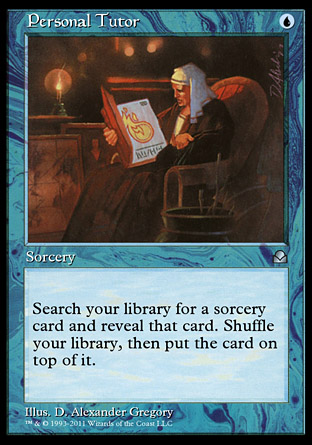 Personal Tutor
Sorcery
Search your library for a sorcery
card and reveal that card. Shuffle
your library, then put the card on
top of it.
Illus. D. Alexander Gregory
™ & © 1993-2011 Wizards of the Coast LLC